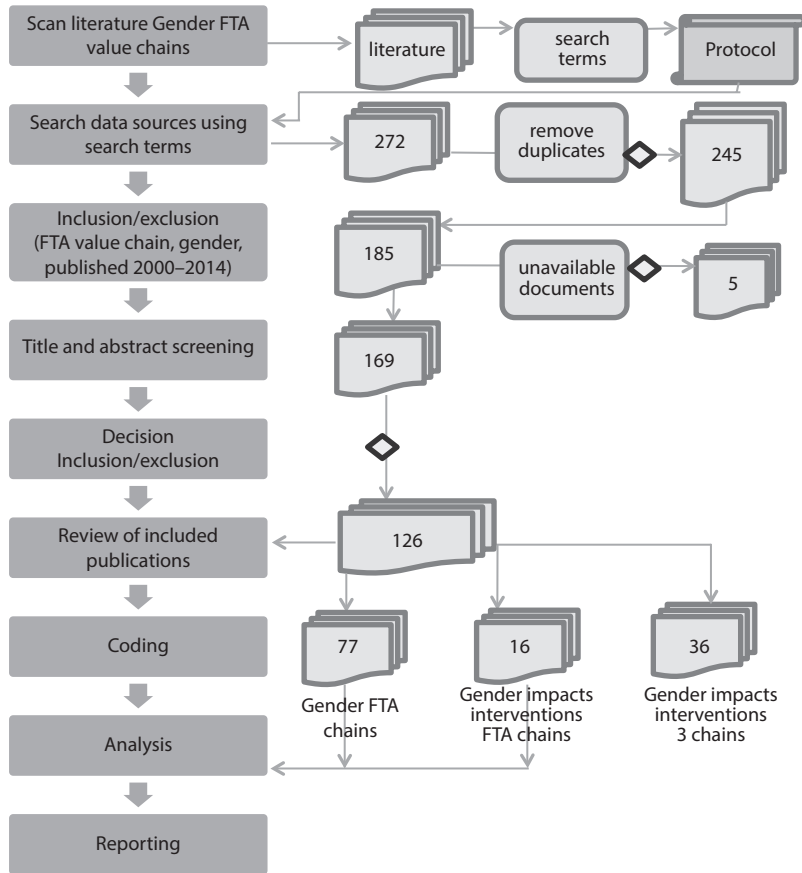 Scan literature Gender FTA
value chains
literature
search
terms
Protocol
Search data sources using
search terms
272
remove
duplicates
245
Inclusion/exclusion
(FTA value chain, gender,
published 2000–2014)
185
unavailable
documents
5
Title and abstract screening
169
Decision
Inclusion/exclusion
Review of included
publications
126
Coding
77
Gender FTA
chains
16
Gender impacts
interventions
FTA chains
36
Gender impacts
interventions
3 chains
Analysis
Reporting